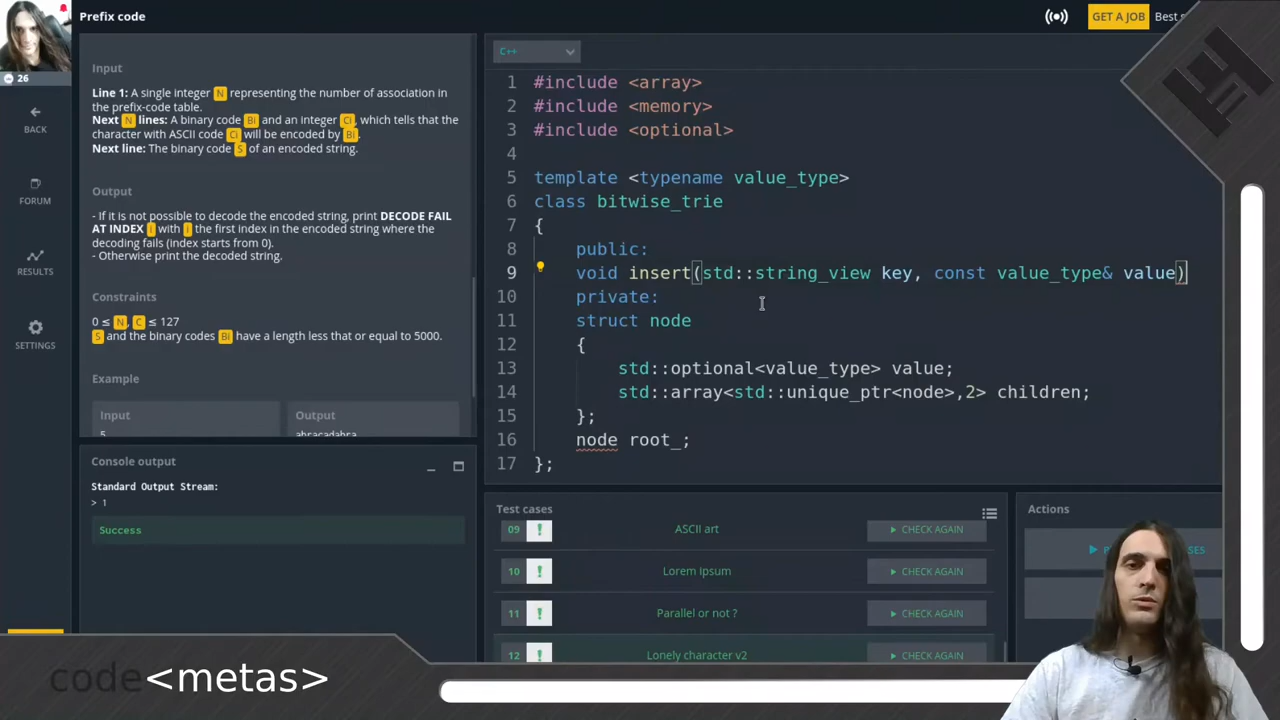 Prefix code
GET A JOB
Best s
26
BACK
FORUM
RESULTS
SETTINGS
Input
Line 1: A single integer N representing the number of association in
the prefix-code table.
Next N lines: A binary code Bi and an integer Ci, which tells that the
character with ASCII code Ci will be encoded by Bi.
Next line: The binary code S of an encoded string.
Output
- If it is not possible to decode the encoded string, print DECODE FAIL
AT INDEX i with i the first index in the encoded string where the
decoding fails (index starts from 0).
- Otherwise print the decoded string.
Constraints
0 ≤ N, C ≤ 127
S and the binary codes Bi have a length less that or equal to 5000.
Example
Input
Output
5
abracadabra
Console output
Standard Output Stream:
> 1
Success
C++
1 #include <array>
2 #include <memory>
3 #include <optional>
4
5 template <typename value_type>
6 class bitwise_trie
7 {
8 public:
9 void insert(std::string_view key, const value_type& value)
10 private:
11 struct node
12 {
13 std::optional<value_type> value;
14 std::array<std::unique_ptr<node>,2> children;
15 };
16 node root_;
17 };
Test cases
09 ! ASCII art CHECK AGAIN
10 ! Lorem Ipsum CHECK AGAIN
11 ! Parallel or not ? CHECK AGAIN
12 ! Lonely character v2 CHECK AGAIN
Actions
code<metas>